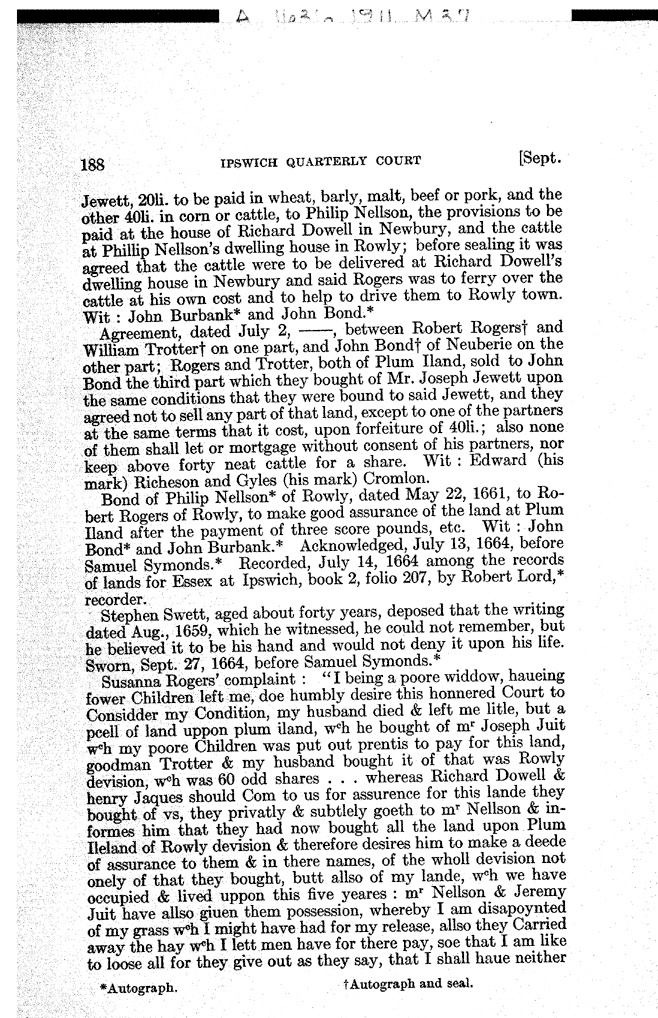 A 1911 M37
188 IPSWICH QUARTERLY COURT [Sept.
Jewett, 20li. to be paid in wheat, barly, malt, beef or pork, and the
other 40li. in corn or cattle, to Philip Nellson, the provisions to be
paid at the house of Richard Dowell in Newbury, and the cattle
at Phillip Nellson's dwelling house in Rowly; before sealing it was
agreed that the cattle were to be delivered at Richard Dowell's
dwelling house in Newbury and said Rogers was to ferry over the
cattle at his own cost and to help to drive them to Rowly town.
Wit : John Burbank* and John Bond.*
Agreement, dated July 2, ——, between Robert Rogers† and
William Trotter† on one part, and John Bond† of Neuberie on the
other part; Rogers and Trotter, both of Plum Iland, sold to John
Bond the third part which they bought of Mr. Joseph Jewett upon
the same conditions that they were bound to said Jewett, and they
agreed not to sell any part of that land, except to one of the partners
at the same terms that it cost, upon forfeiture of 40li.; also none
of them shall let or mortgage without consent of his partners, nor
keep above forty neat cattle for a share. Wit : Edward (his
mark) Richeson and Gyles (his mark) Cromlon.
Bond of Philip Nellson* of Rowly, dated May 22, 1661, to Ro-
bert Rogers of Rowly, to make good assurance of the land at Plum
Iland after the payment of three score pounds, etc. Wit : John
Bond* and John Burbank.* Acknowledged, July 13, 1664, before
Samuel Symonds.* Recorded, July 14, 1664 among the records
of lands for Essex at Ipswich, book 2, folio 207, by Robert Lord,*
recorder.
Stephen Swett, aged about forty years, deposed that the writing
dated Aug., 1659, which he witnessed, he could not remember, but
he believed it to be his hand and would not deny it upon his life.
Sworn, Sept. 27, 1664, before Samuel Symonds.*
Susanna Rogers' complaint : "I being a poore widdow, haueing
fower Children left me, doe humbly desire this honnered Court to
Considder my Condition, my husband died & left me litle, but a
pcell of land uppon plum iland, wᶜh he bought of mʳ Joseph Juit
wᶜh my poore Children was put out prentis to pay for this land,
goodman Trotter & my husband bought it of that was Rowly
devision, wᶜh was 60 odd shares . . . whereas Richard Dowell &
henry Jaques should Com to us for assurence for this lande they
bought of vs, they privatly & subtlely goeth to mʳ Nellson & in-
formes him that they had now bought all the land upon Plum
Ileland of Rowly devision & therefore desires him to make a deede
of assurance to them & in there names, of the wholl devision not
onely of that they bought, butt allso of my lande, wᶜh we have
occupied & lived uppon this five yeares : mʳ Nellson & Jeremy
Juit have allso giuen them possession, whereby I am disapoynted
of my grass wᶜh I might have had for my release, allso they Carried
away the hay wᶜh I lett men have for there pay, soe that I am like
to loose all for they give out as they say, that I shall haue neither
*Autograph. †Autograph and seal.